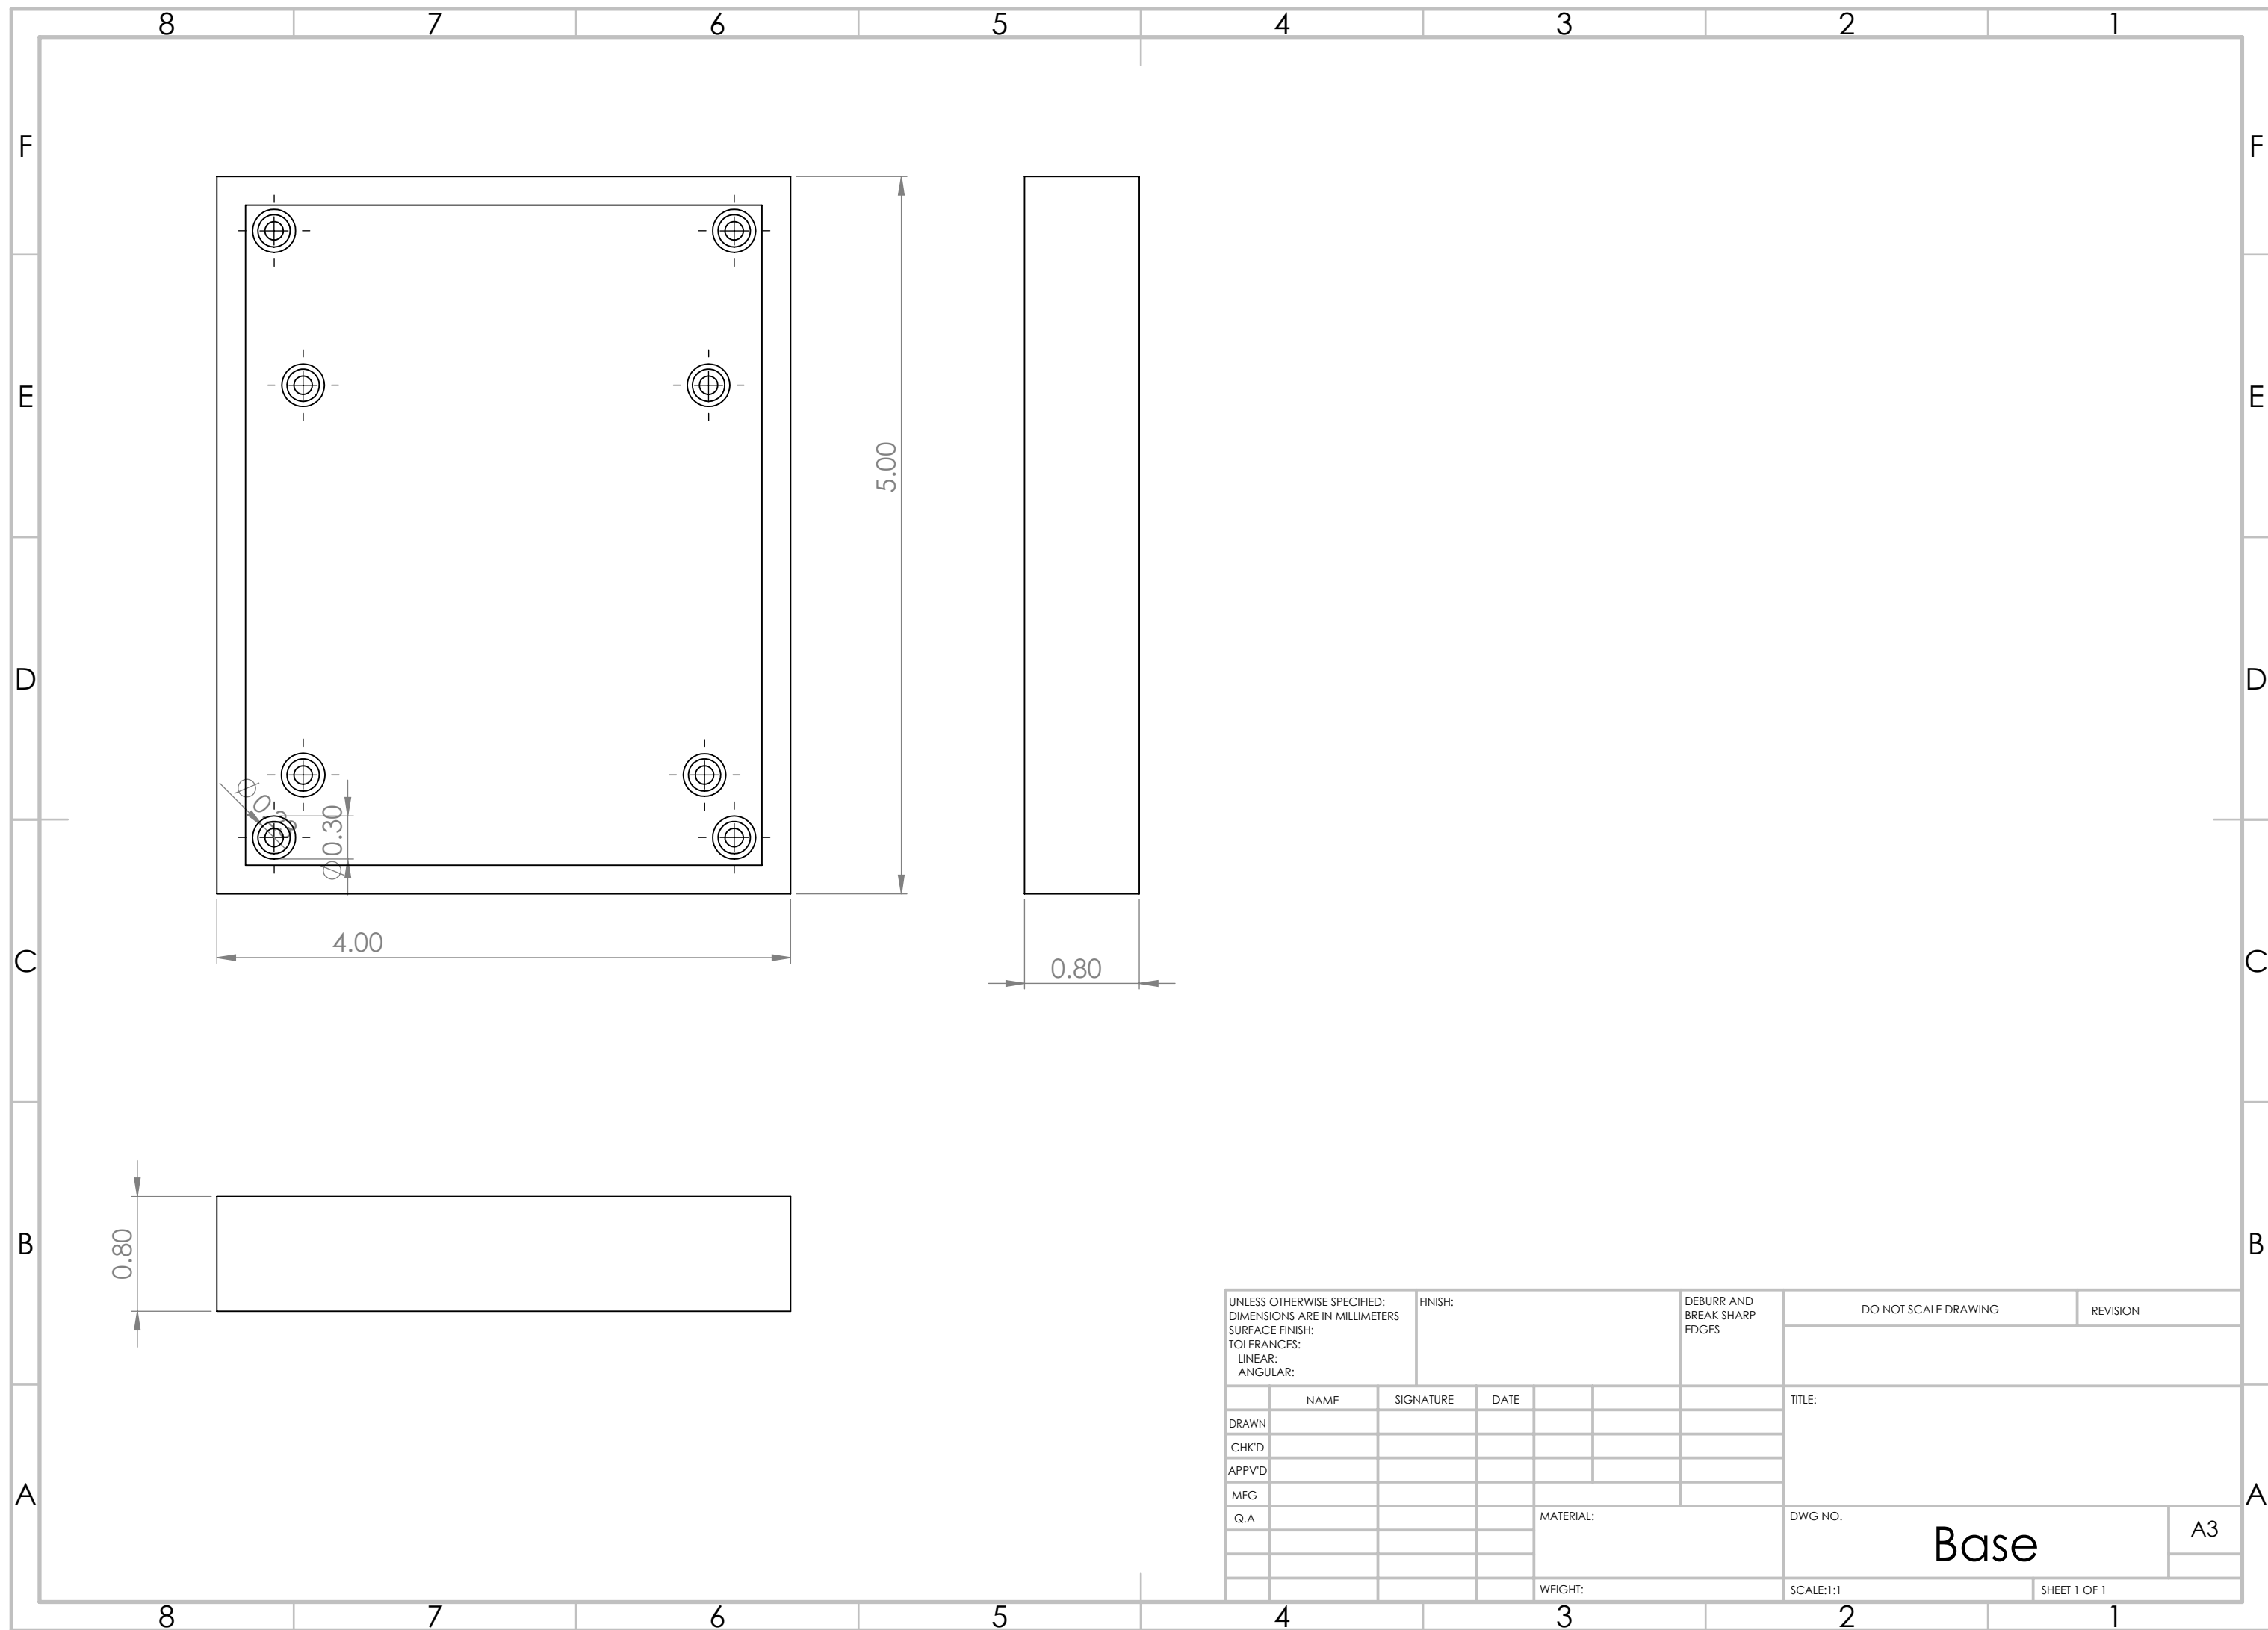 8 7 6 5 4 3 2 1
F F
E E
5.00
D D
⌀0.30
4.00
0.80
C C
0.80
B B
UNLESS OTHERWISE SPECIFIED:
DIMENSIONS ARE IN MILLIMETERS
SURFACE FINISH:
TOLERANCES:
LINEAR:
ANGULAR:
FINISH:
DEBURR AND
BREAK SHARP
EDGES
DO NOT SCALE DRAWING
REVISION
NAME SIGNATURE DATE
TITLE:
DRAWN
CHK'D
APPV'D
MFG
Q.A
A A
MATERIAL:
DWG NO.
Base
A3
WEIGHT:
SCALE:1:1
SHEET 1 OF 1
8 7 6 5 4 3 2 1